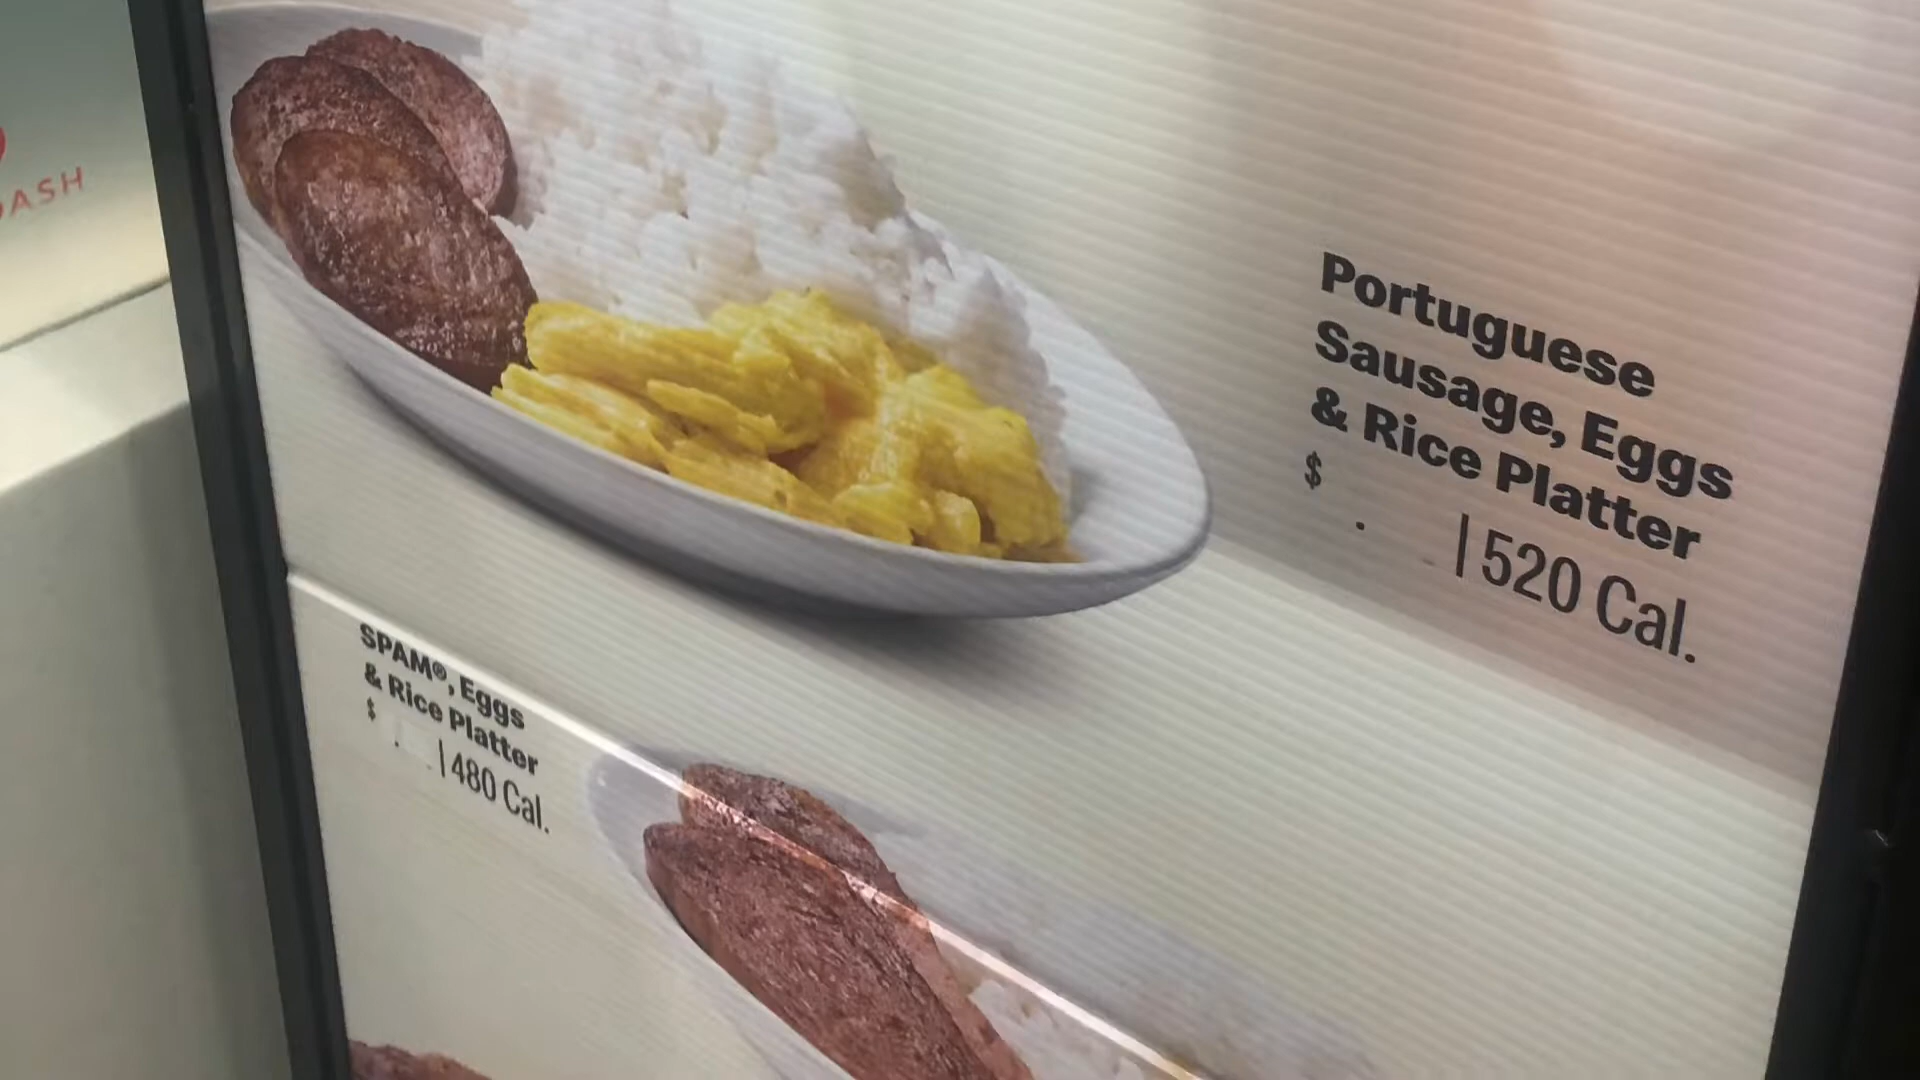 ASH
Portuguese
Sausage, Eggs
& Rice Platter
$ . | 520 Cal.
SPAM®, Eggs
& Rice Platter
$ . | 480 Cal.